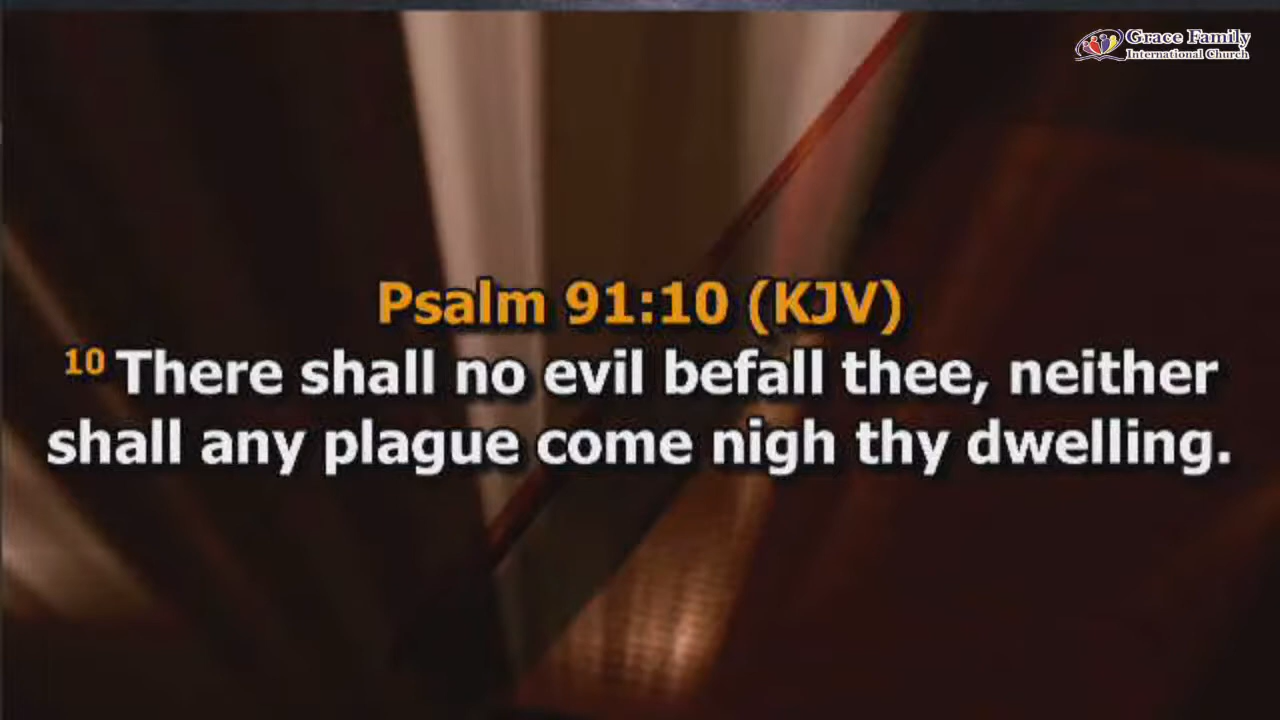 Grace Family
International Church
Psalm 91:10 (KJV)
10 There shall no evil befall thee, neither
shall any plague come nigh thy dwelling.